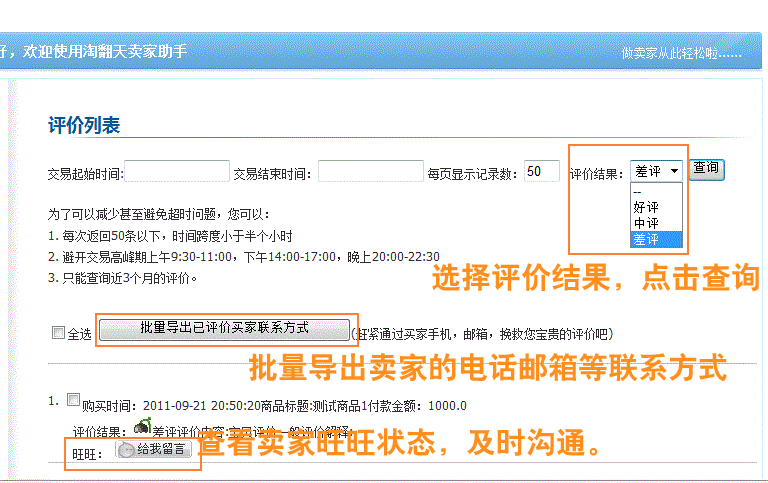 好，欢迎使用淘翻天卖家助手
做卖家从此轻松啦......
评价列表
交易起始时间: 交易结束时间： 每页显示记录数： 50 评价结果： 差评 查询
--
好评
中评
差评
为了可以减少甚至避免超时问题，您可以：
1. 每次返回50条以下，时间跨度小于半个小时
2. 避开交易高峰期上午9:30-11:00，下午14:00-17:00，晚上20:00-22:30
3. 只能查询近3个月的评价。
选择评价结果，点击查询
全选 批量导出已评价买家联系方式 (赶紧通过买家手机，邮箱，挽救您宝贵的评价吧）
批量导出卖家的电话邮箱等联系方式
1. 购买时间：2011-09-21 20:50:20商品标题:测试商品1付款金额：1000.0
评价结果： 差评评价内容:宝贝评价一般评价解释:
旺旺： 给我留言
查看卖家旺旺状态，及时沟通。